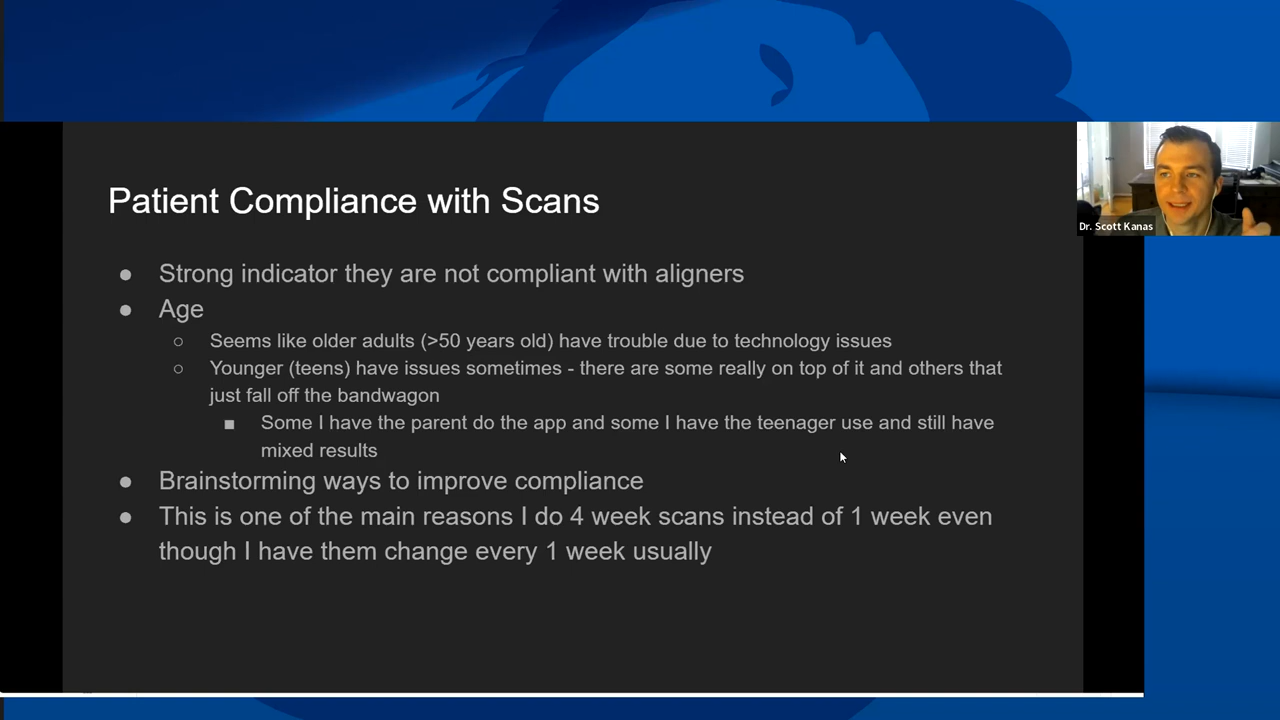 Patient Compliance with Scans
Dr. Scott Kanas
● Strong indicator they are not compliant with aligners
● Age
○ Seems like older adults (>50 years old) have trouble due to technology issues
○ Younger (teens) have issues sometimes - there are some really on top of it and others that
just fall off the bandwagon
■ Some I have the parent do the app and some I have the teenager use and still have
mixed results
● Brainstorming ways to improve compliance
● This is one of the main reasons I do 4 week scans instead of 1 week even
though I have them change every 1 week usually